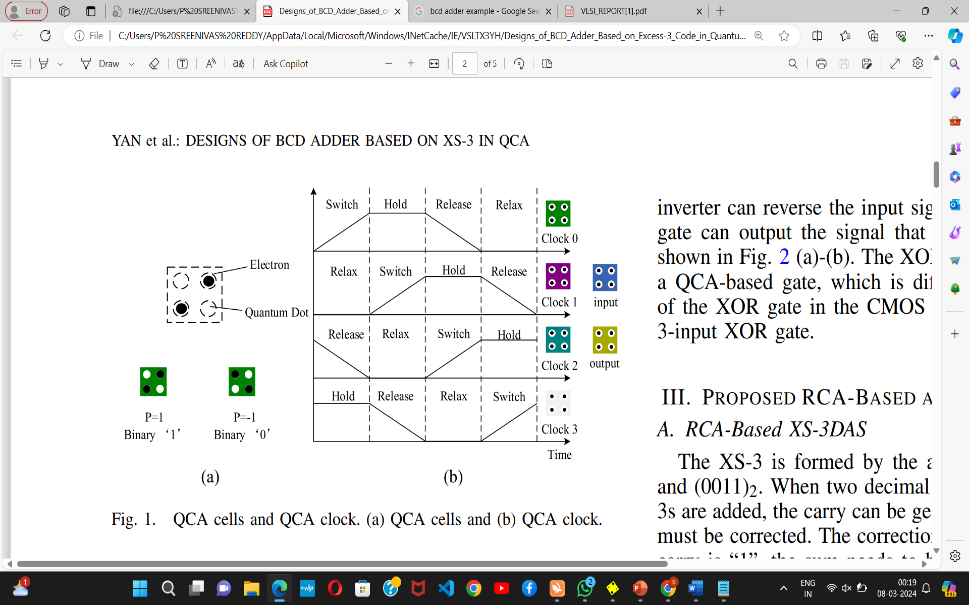 Error
file:///C:/Users/P%20SREENIVAS%
Designs_of_BCD_Adder_Based_o
bcd adder example - Google Sea
VLSI_REPORT[1].pdf
File
C:/Users/P%20SREENIVAS%20REDDY/AppData/Local/Microsoft/Windows/INetCache/IE/VSLTX3YH/Designs_of_BCD_Adder_Based_on_Excess-3_Code_in_Quantu...
Draw
Ask Copilot
2 of 5
YAN et al.: DESIGNS OF BCD ADDER BASED ON XS-3 IN QCA
Switch Hold Release Relax
Clock 0
Electron
Quantum Dot
Relax Switch Hold Release
Clock 1 input
Release Relax Switch Hold
Clock 2 output
Hold Release Relax Switch
Clock 3
Time
P=1 P=-1
Binary ‘1’ Binary ‘0’
(a) (b)
Fig. 1. QCA cells and QCA clock. (a) QCA cells and (b) QCA clock.
inverter can reverse the input sig
gate can output the signal that
shown in Fig. 2 (a)-(b). The XO
a QCA-based gate, which is dif
of the XOR gate in the CMOS
3-input XOR gate.
III. PROPOSED RCA-BASED A
A. RCA-Based XS-3DAS
The XS-3 is formed by the a
and (0011)2. When two decimal
3s are added, the carry can be ge
must be corrected. The correctio
ENG
IN
00:19
08-03-2024